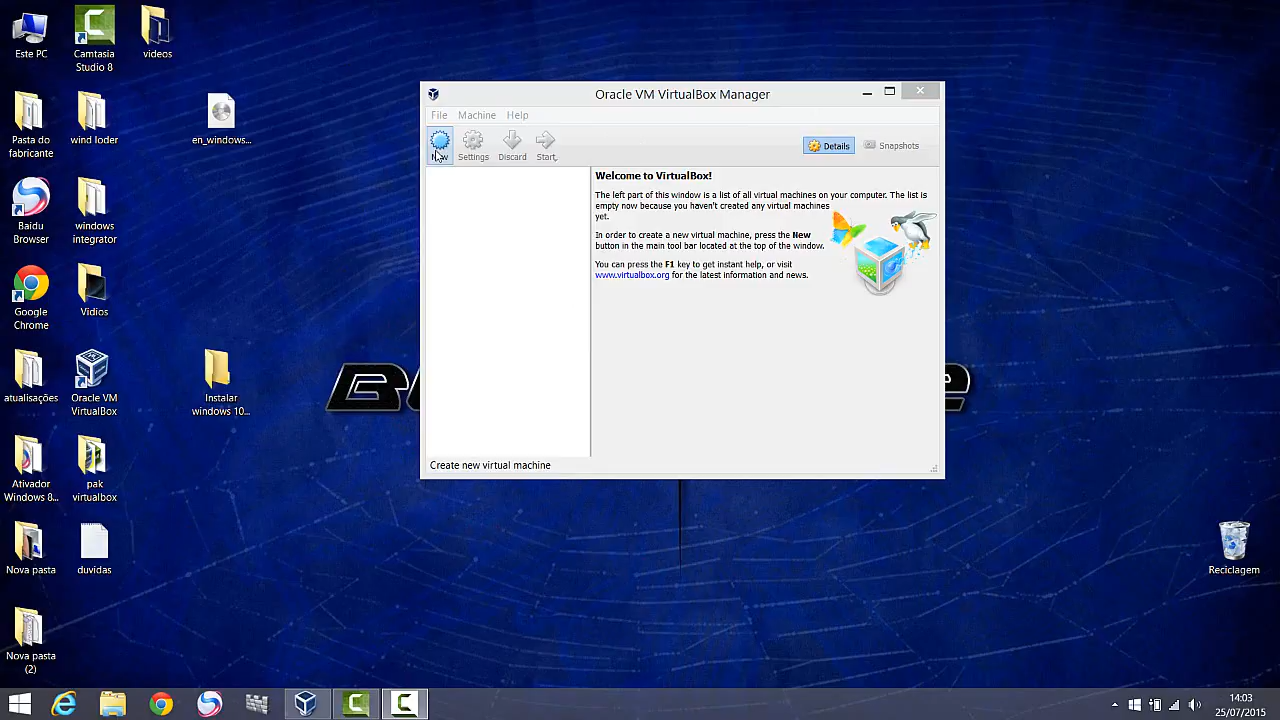 Este PC
Camtasia
Studio 8
videos
Pasta do
fabricante
wind loder
en_windows...
Baidu
Browser
windows
integrator
Google
Chrome
Vidios
atualisações
Oracle VM
VirtualBox
Instalar
windows 10...
Ativador
Windows 8...
pak
virtualbox
Nova pasta
duvidas
Nova pasta
(2)
Reciclagem
Oracle VM VirtualBox Manager
File Machine Help
New Settings Discard Start
Details Snapshots
Welcome to VirtualBox!
The left part of this window is a list of all virtual machines on your computer. The list is
empty now because you haven't created any virtual machines
yet.
In order to create a new virtual machine, press the New
button in the main tool bar located at the top of the window.
You can press the F1 key to get instant help, or visit
www.virtualbox.org for the latest information and news.
Create new virtual machine
14:03
25/07/2015